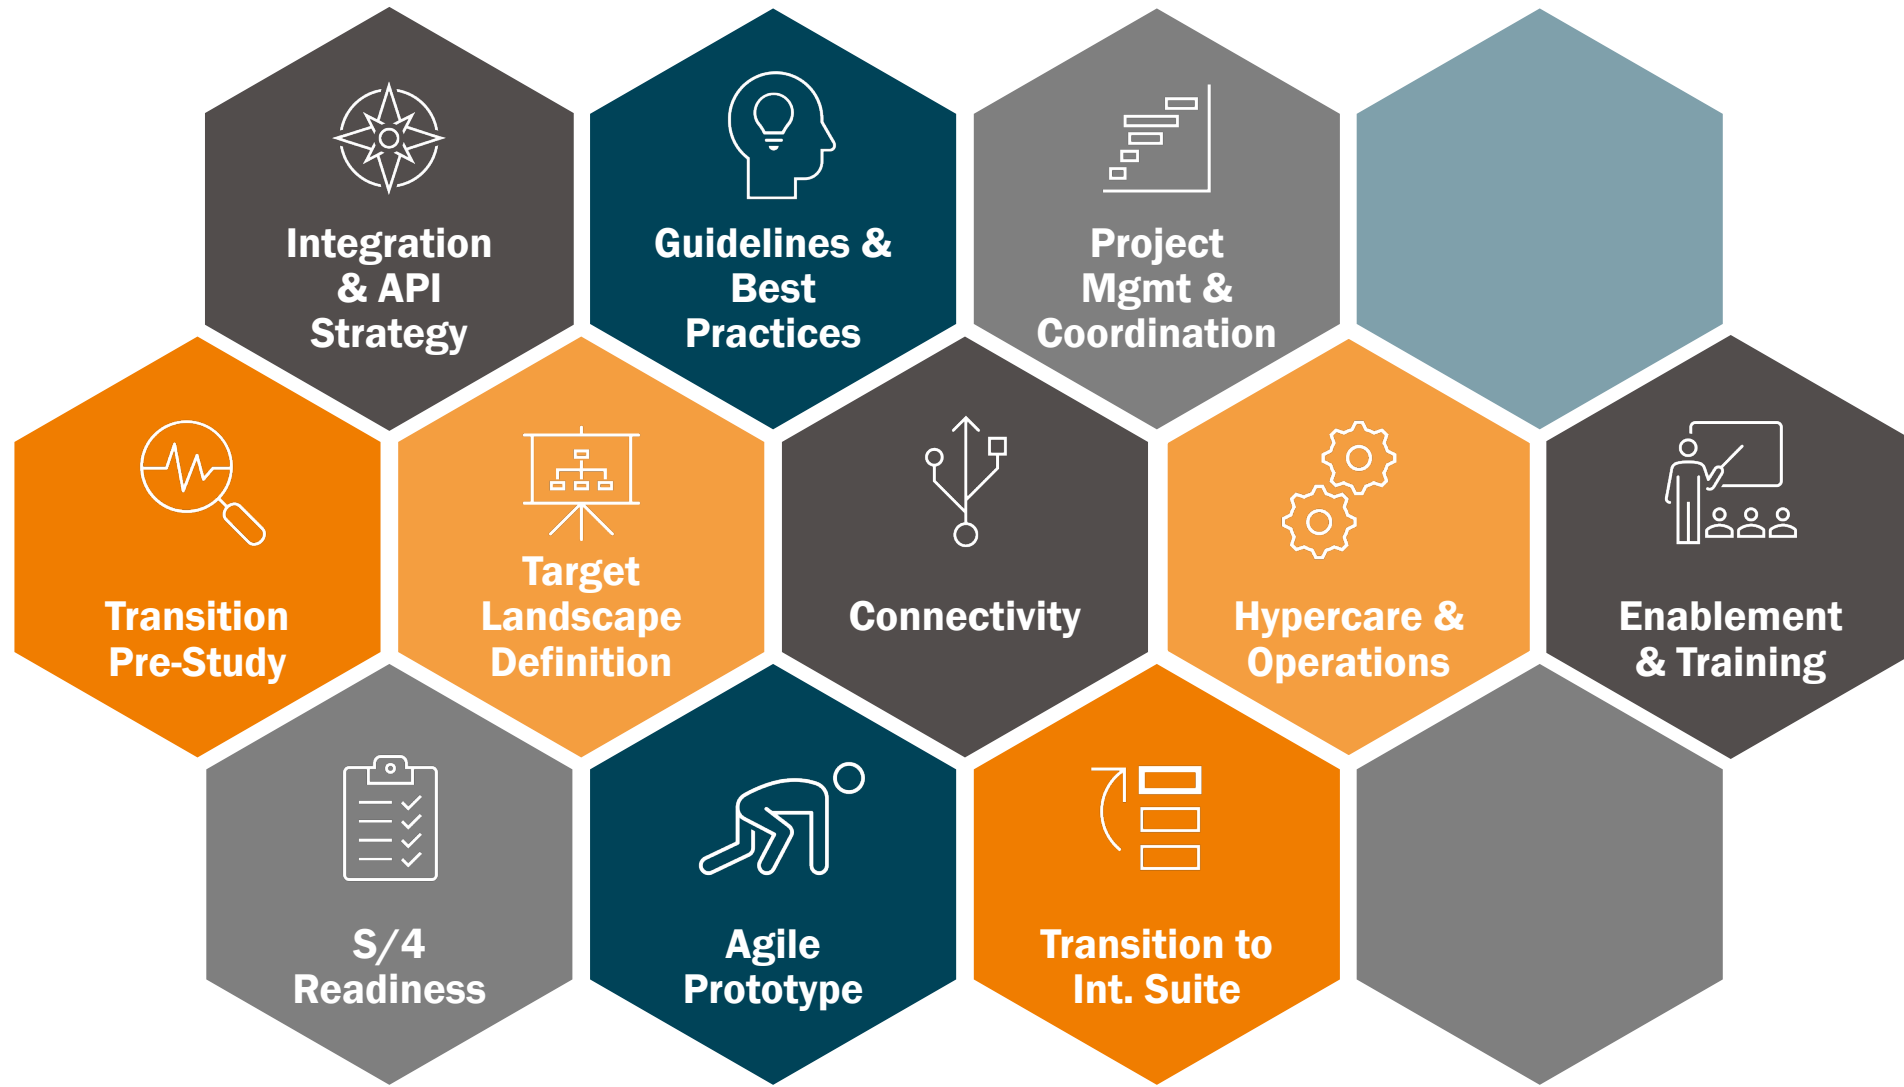 Integration
& API
Strategy
Guidelines &
Best
Practices
Project
Mgmt &
Coordination
Transition
Pre-Study
Target
Landscape
Definition
Connectivity
Hypercare &
Operations
Enablement
& Training
S/4
Readiness
Agile
Prototype
Transition to
Int. Suite